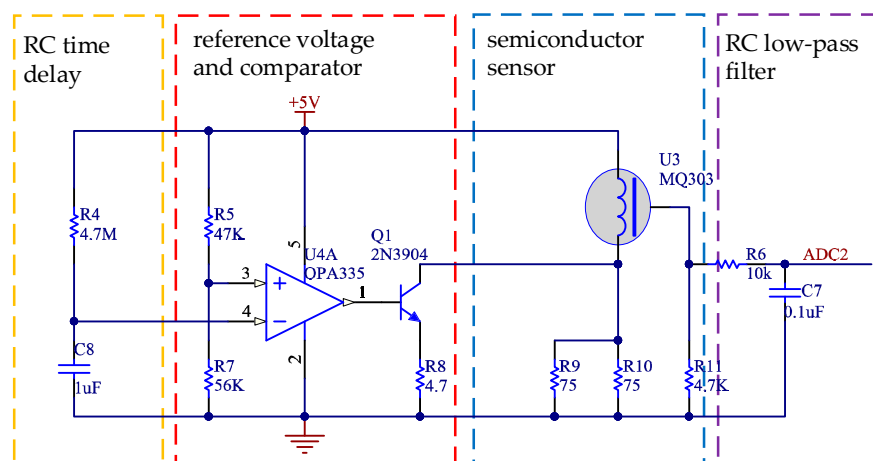 RC time
delay
reference voltage
and comparator
semiconductor
sensor
RC low-pass
filter
+5V
U3
MQ303
R4
4.7M
R5
47K
U4A
OPA335
Q1
2N3904
5
3
4
1
2
R6
10k
ADC2
C7
0.1uF
C8
1uF
R7
56K
R8
4.7
R9
75
R10
75
R11
4.7K